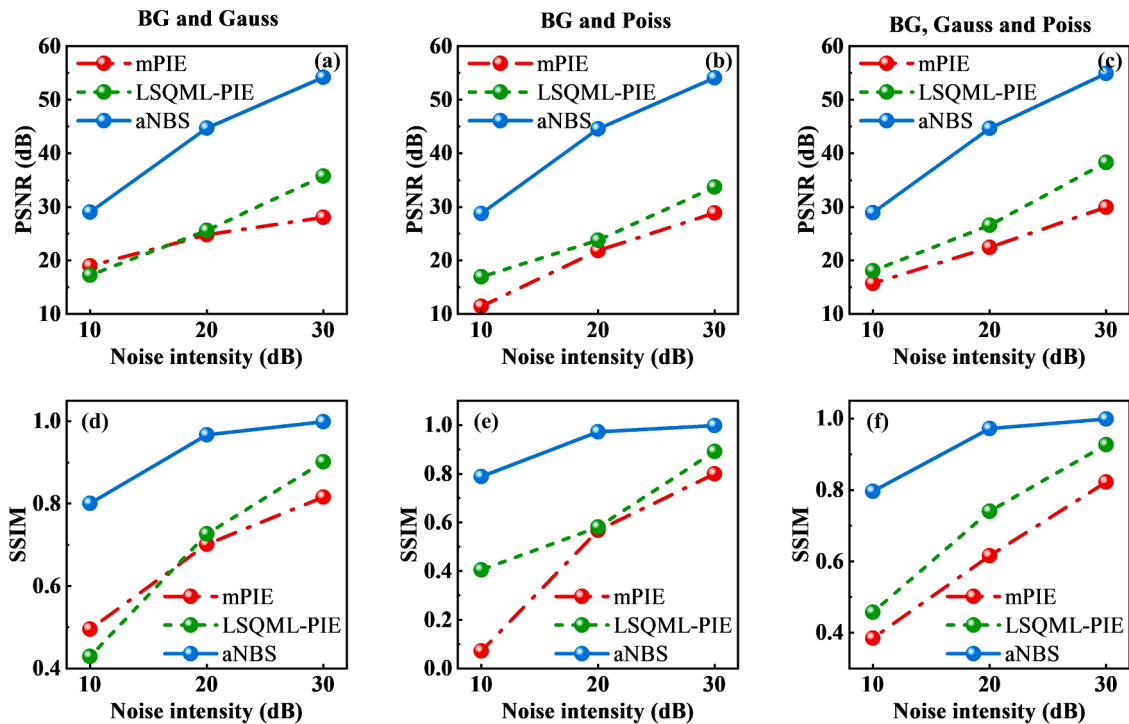 BG and Gauss
BG and Poiss
BG, Gauss and Poiss
60
50
40
30
20
10
PSNR (dB)
mPIE
LSQML-PIE
aNBS
(a)
10 20 30
Noise intensity (dB)
60
50
40
30
20
10
PSNR (dB)
mPIE
LSQML-PIE
aNBS
(b)
10 20 30
Noise intensity (dB)
60
50
40
30
20
10
PSNR (dB)
mPIE
LSQML-PIE
aNBS
(c)
10 20 30
Noise intensity (dB)
1.0
0.8
0.6
0.4
SSIM
(d)
mPIE
LSQML-PIE
aNBS
10 20 30
Noise intensity (dB)
1.0
0.8
0.6
0.4
0.2
0.0
SSIM
(e)
mPIE
LSQML-PIE
aNBS
10 20 30
Noise intensity (dB)
1.0
0.8
0.6
0.4
SSIM
(f)
mPIE
LSQML-PIE
aNBS
10 20 30
Noise intensity (dB)